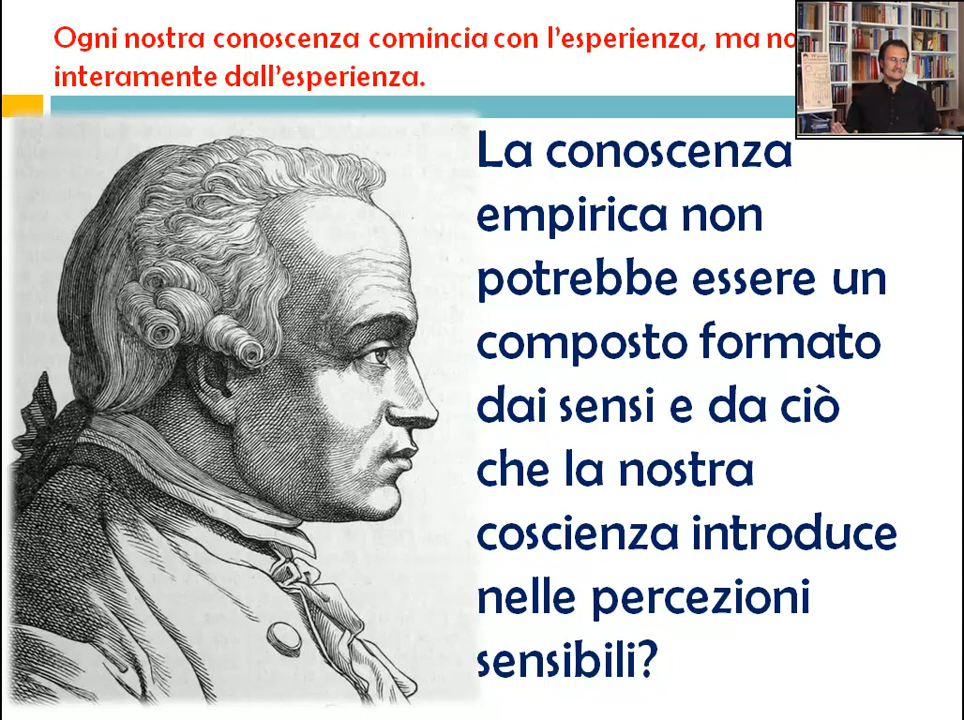 Ogni nostra conoscenza comincia con l'esperienza, ma
interamente dall'esperienza.
La conoscenza
empirica non
potrebbe essere un
composto formato
dai sensi e da ciò
che la nostra
coscienza introduce
nelle percezioni
sensibili?